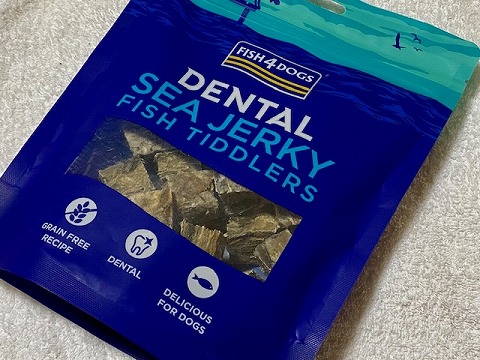 FISH4DOGS
DENTAL
SEA JERKY
FISH TIDDLERS
GRAIN FREE
RECIPE
DENTAL
DELICIOUS
FOR DOGS